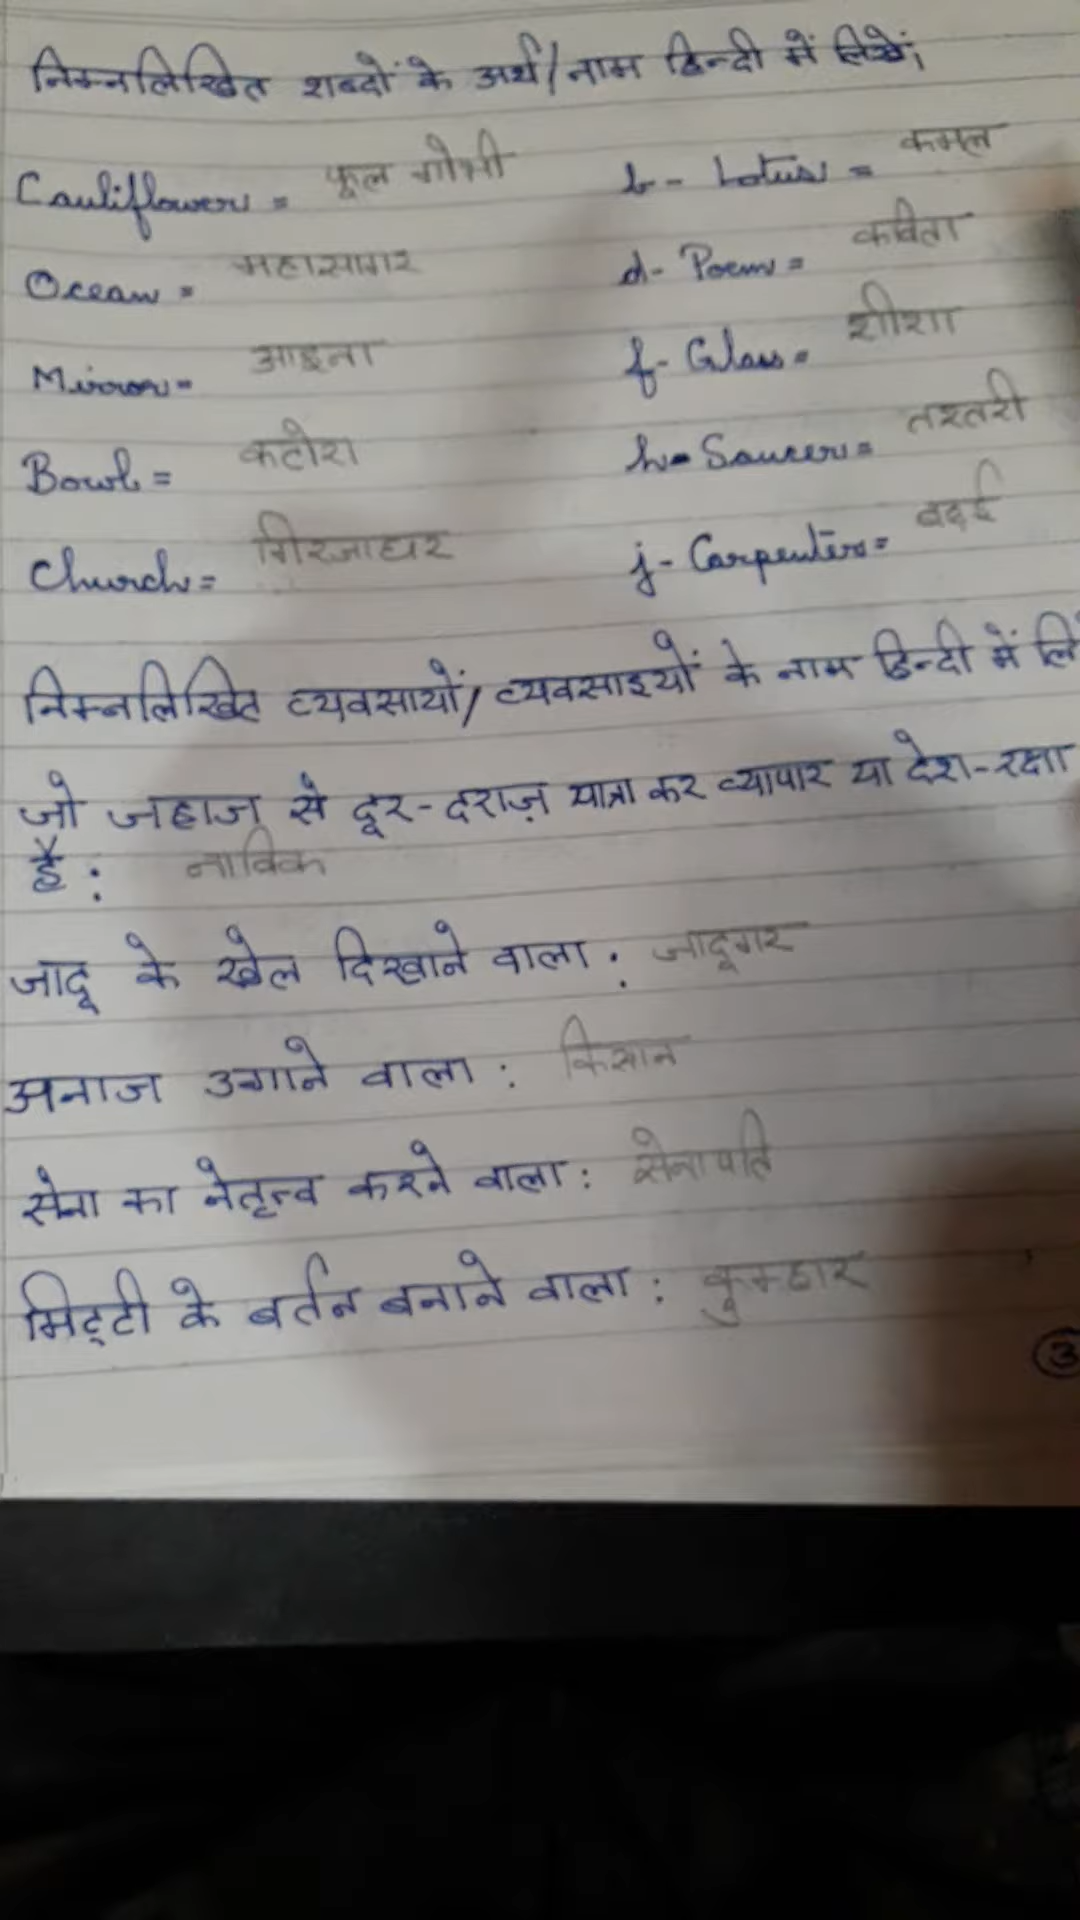 निम्नलिखित शब्दों के अर्थ/नाम हिन्दी में लिखें;
Cauliflower = फूल गोभी b- Lotus = कमल
Ocean = महासागर d- Poem = कविता
Mirror = आइना f- Glass = शीशा
Bowl = कटोरा h- Saucer = तश्तरी
Church = गिरजाघर j- Carpenter = बढ़ई
निम्नलिखित व्यवसायों/व्यवसाइयों के नाम हिन्दी में
जो जहाज से दूर-दराज़ यात्रा कर व्यापार या देश-रक्षा
है: नाविक
जादू के खेल दिखाने वाला: जादूगर
अनाज उगाने वाला: किसान
सेना का नेतृत्व करने वाला: सेनापति
मिट्टी के बर्तन बनाने वाला: कुम्हार
3